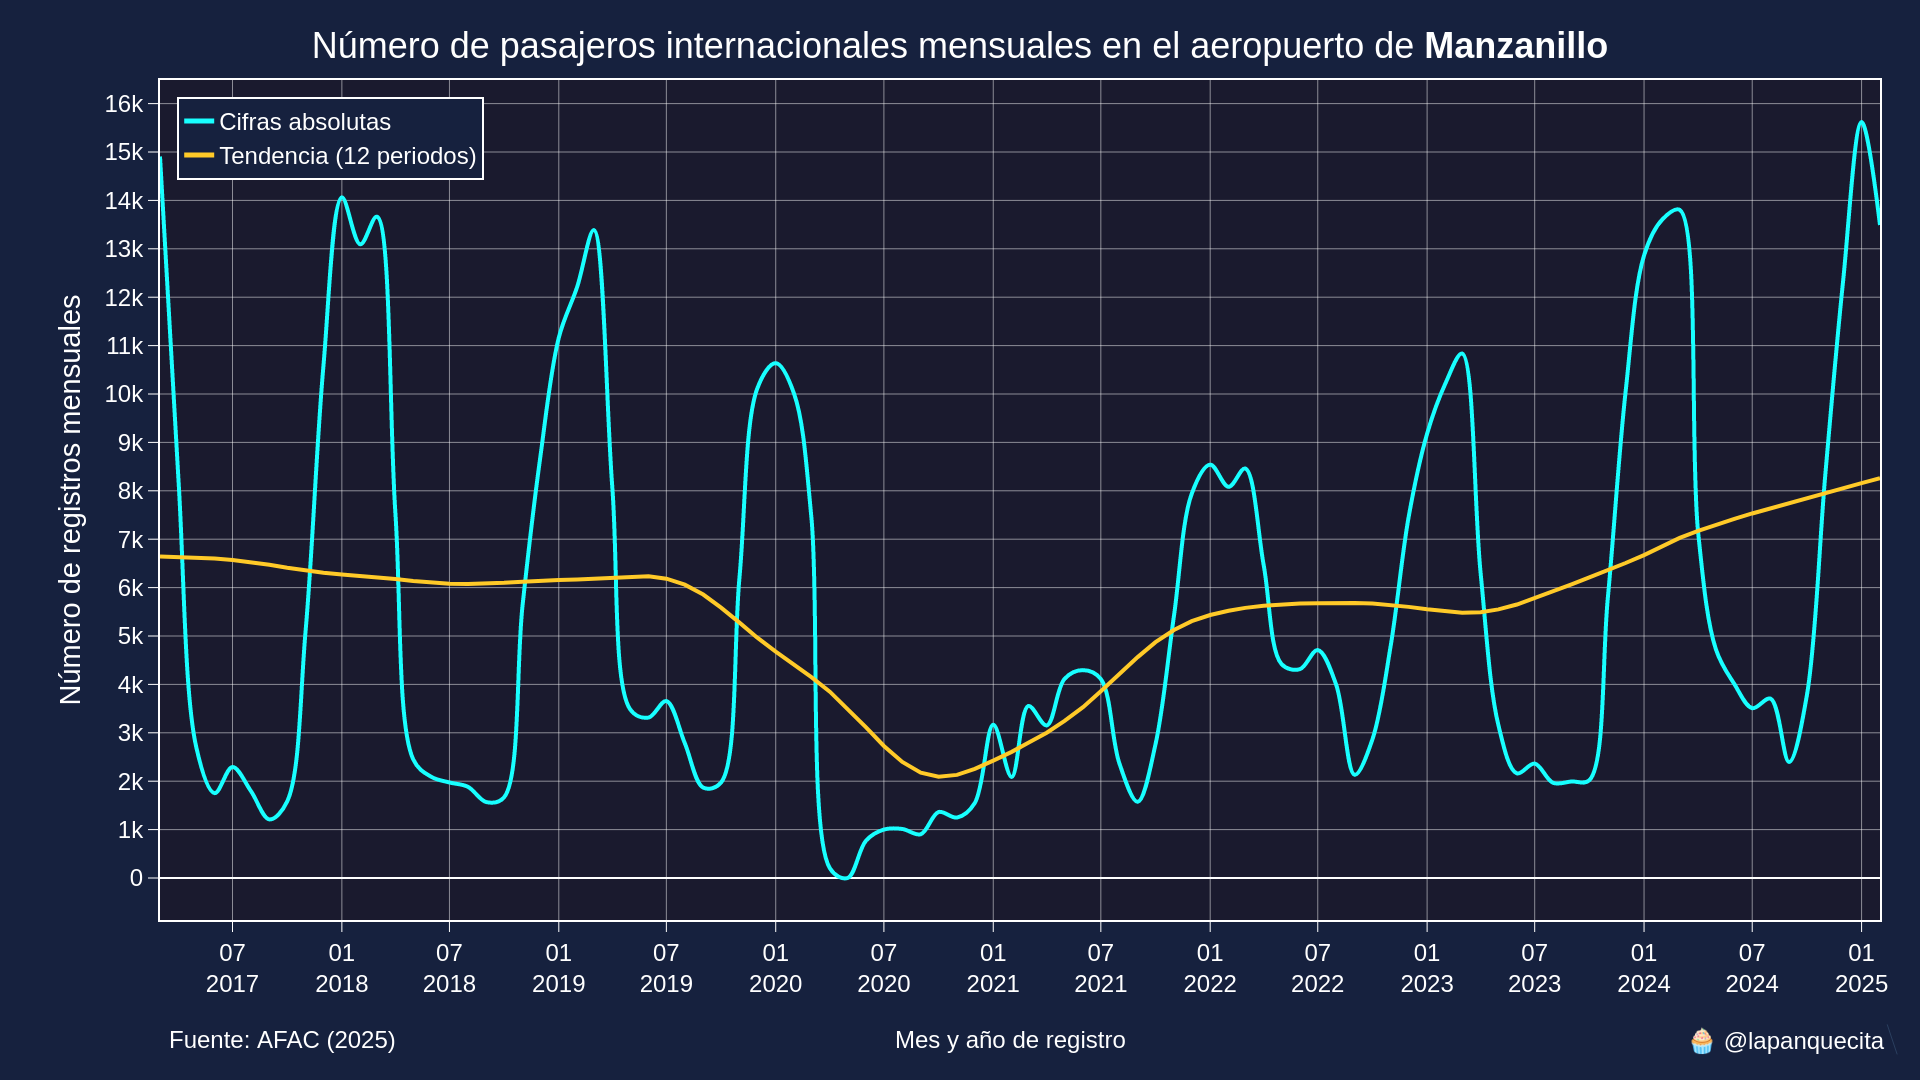 Número de pasajeros internacionales mensuales en el aeropuerto de Manzanillo
Cifras absolutas
Tendencia (12 periodos)
Número de registros mensuales
16k
15k
14k
13k
12k
11k
10k
9k
8k
7k
6k
5k
4k
3k
2k
1k
0
07 01 07 01 07 01 07 01 07 01 07 01 07 01 07 01
2017 2018 2018 2019 2019 2020 2020 2021 2021 2022 2022 2023 2023 2024 2024 2025
Fuente: AFAC (2025)
Mes y año de registro
🧁 @lapanquecita